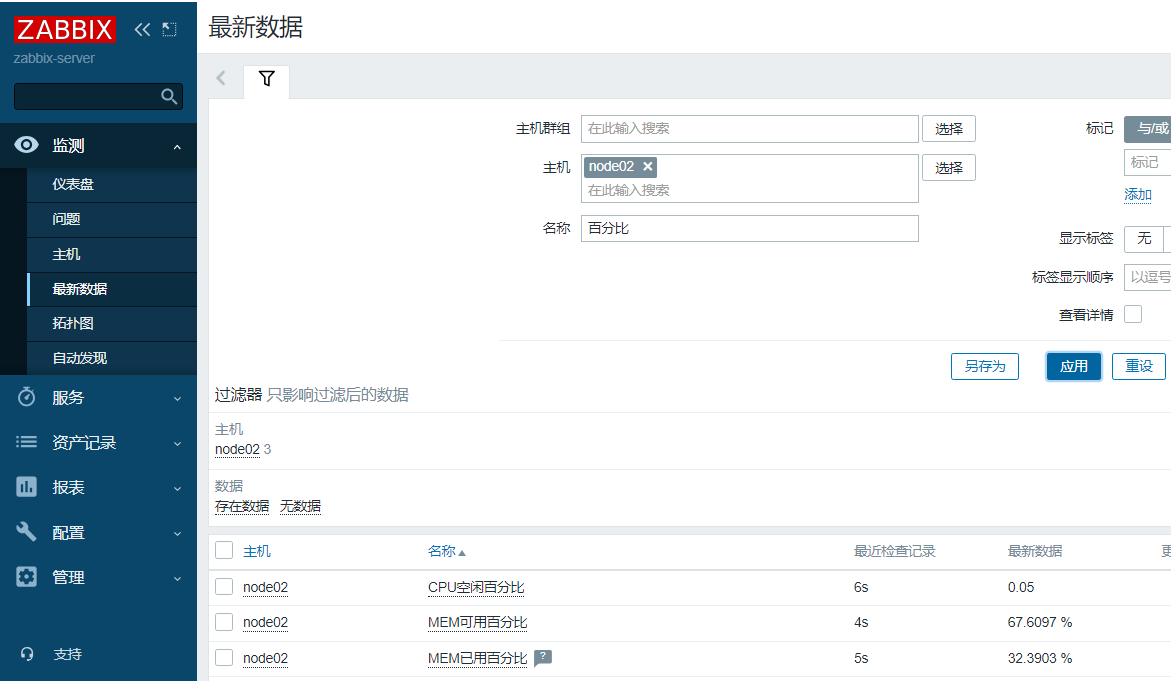 ZABBIX
zabbix-server
监测
仪表盘
问题
主机
最新数据
拓扑图
自动发现
服务
资产记录
报表
配置
管理
支持
最新数据
主机群组 在此输入搜索 选择
主机 node02 选择
在此输入搜索
名称 百分比
标记 与/或
标记
添加
显示标签 无
标签显示顺序 以逗号
查看详情
另存为 应用 重设
过滤器 只影响过滤后的数据
主机
node02 3
数据
存在数据 无数据
主机 名称 最近检查记录 最新数据 更
node02 CPU空闲百分比 6s 0.05
node02 MEM可用百分比 4s 67.6097 %
node02 MEM已用百分比 ? 5s 32.3903 %